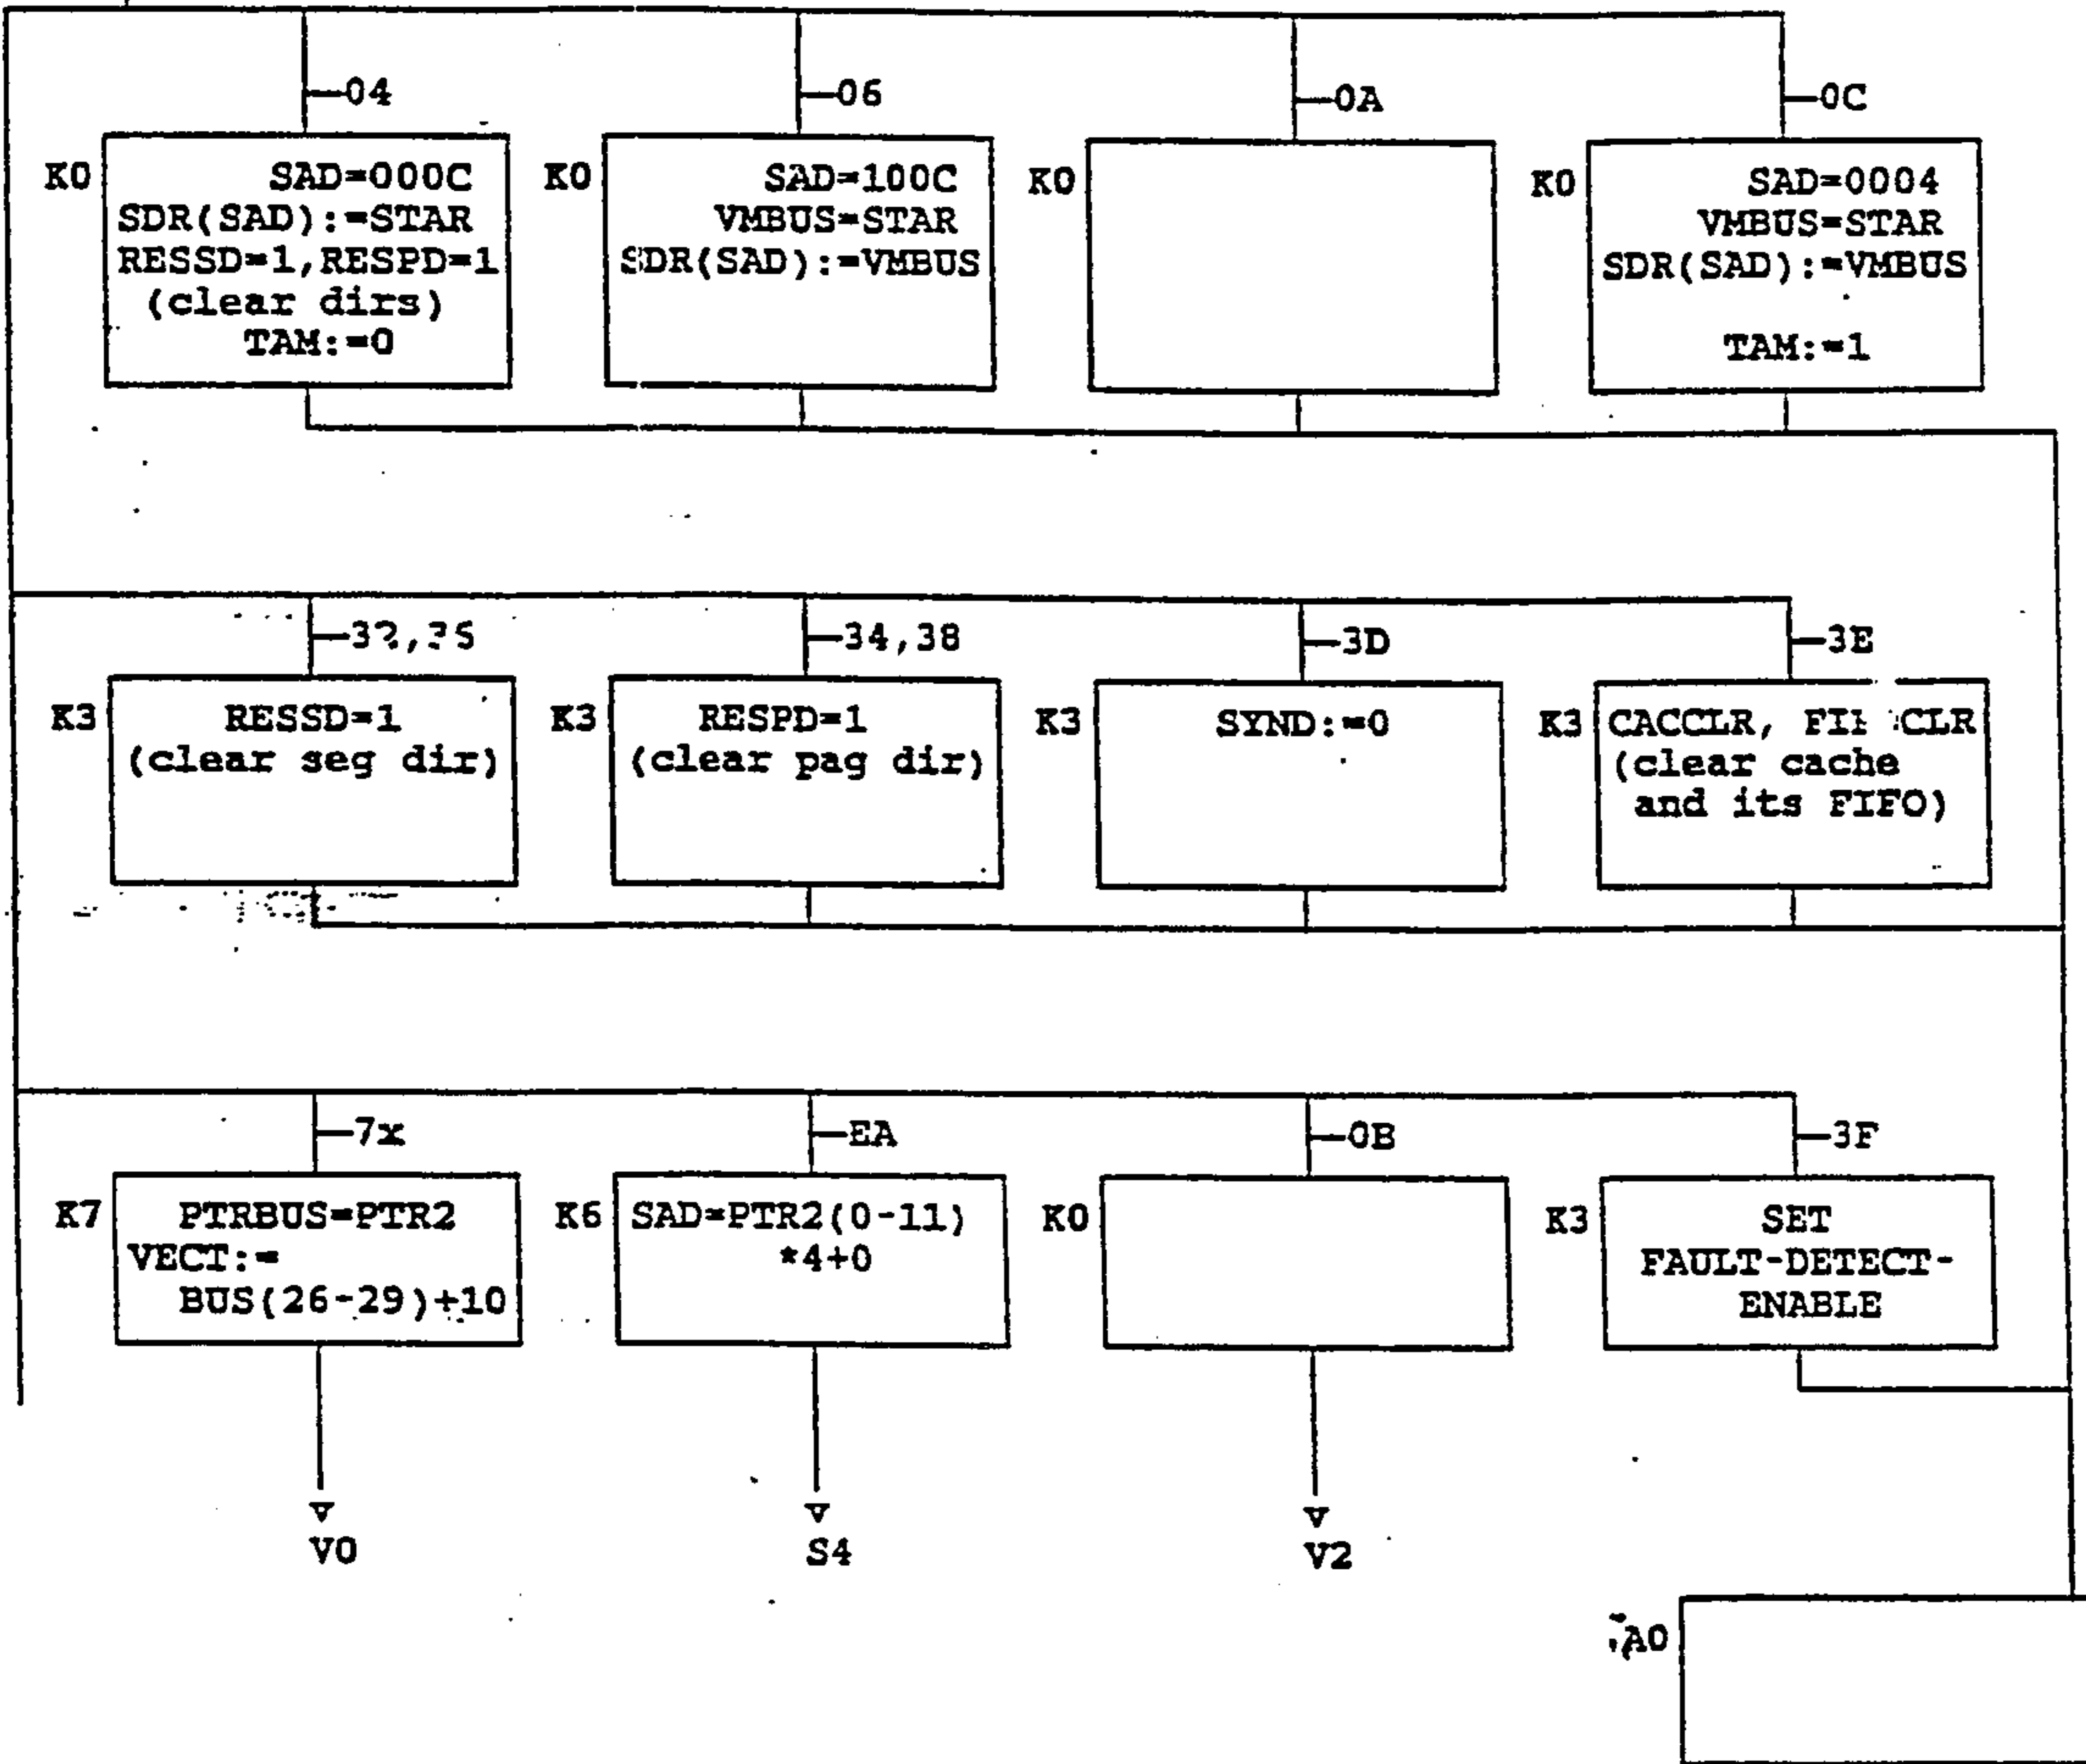 04
06
0A
0C
K0
SAD=000C
SDR(SAD):=STAR
RESSD=1,RESPD=1
(clear dirs)
TAM:=0
K0
SAD=100C
VMBUS=STAR
SDR(SAD):=VMBUS
K0
K0
SAD=0004
VMBUS=STAR
SDR(SAD):=VMBUS
TAM:=1
34,38
3D
3E
K3
RESSD=1
(clear seg dir)
K3
RESPD=1
(clear pag dir)
K3
SYND:=0
K3
CACCLR,
(clear cache
and its FIFO)
7x
EA
0B
3F
K7
PTRBUS=PTR2
VECT:=
BUS(26-29)+10
K6
SAD=PTR2(0-11)
*4+0
K0
K3
SET
FAULT-DETECT-
ENABLE
V0
S4
V2
A0